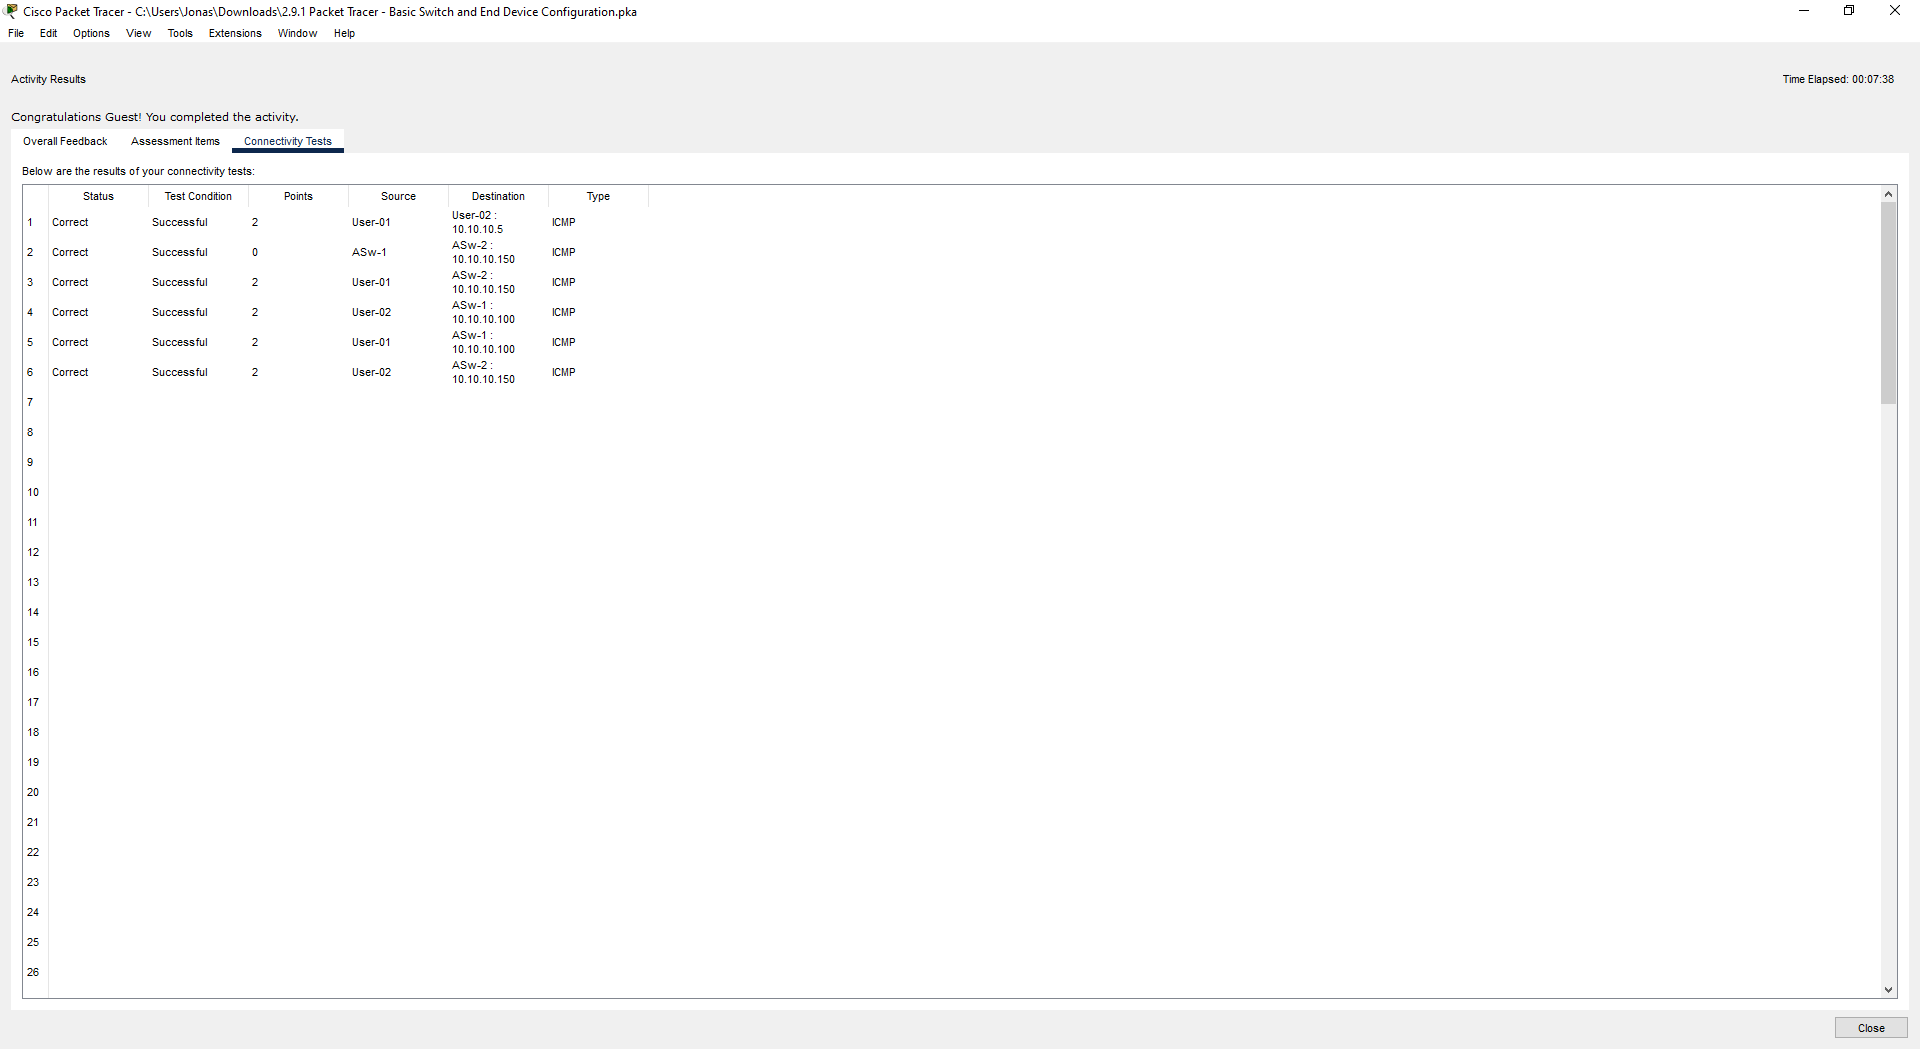 Cisco Packet Tracer - C:\Users\Jonas\Downloads\2.9.1 Packet Tracer - Basic Switch and End Device Configuration.pka
File Edit Options View Tools Extensions Window Help
Activity Results
Time Elapsed: 00:07:38
Congratulations Guest! You completed the activity.
Overall Feedback Assessment Items Connectivity Tests
Below are the results of your connectivity tests:
Status Test Condition Points Source Destination Type
1 Correct Successful 2 User-01 User-02 : 10.10.10.5 ICMP
2 Correct Successful 0 ASw-1 ASw-2 : 10.10.10.150 ICMP
3 Correct Successful 2 User-01 ASw-2 : 10.10.10.150 ICMP
4 Correct Successful 2 User-02 ASw-1 : 10.10.10.100 ICMP
5 Correct Successful 2 User-01 ASw-1 : 10.10.10.100 ICMP
6 Correct Successful 2 User-02 ASw-2 : 10.10.10.150 ICMP
7
8
9
10
11
12
13
14
15
16
17
18
19
20
21
22
23
24
25
26
Close